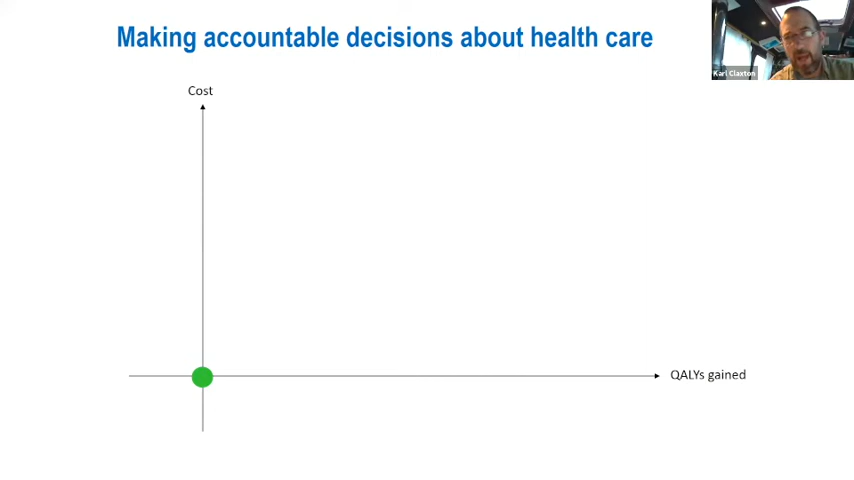 Making accountable decisions about health care
Karl Claxton
Cost
QALYs gained